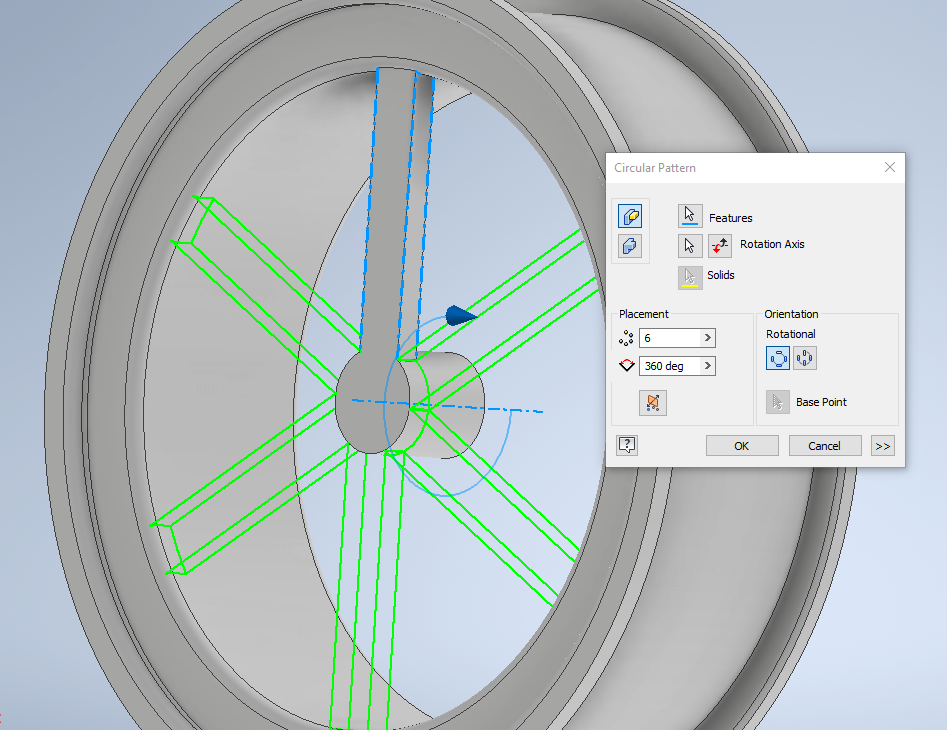 Circular Pattern
Features
Rotation Axis
Solids
Placement
6
360 deg
Orientation
Rotational
Base Point
?
OK
Cancel
>>